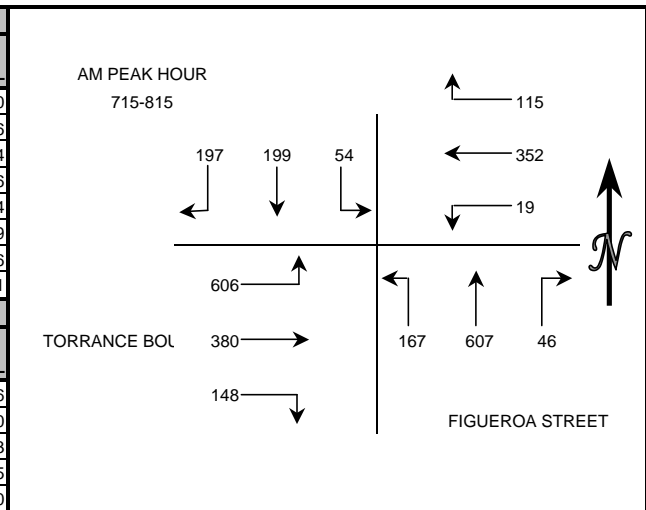 AM PEAK HOUR
715-815
115
197 199 54
352
19
606
TORRANCE BOU 380
167 607 46
148
FIGUEROA STREET
N